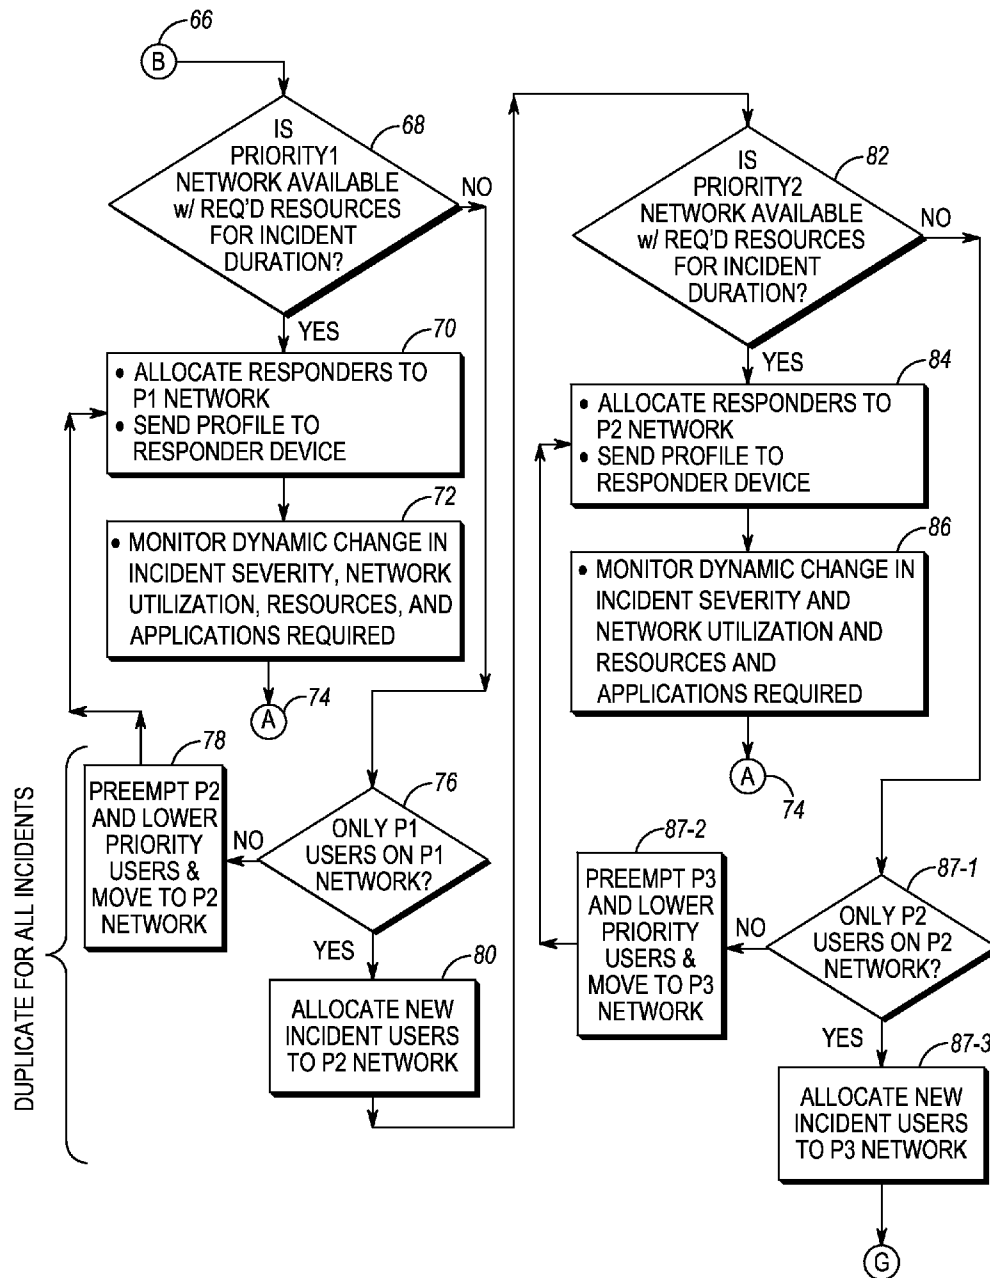 66
B
IS
PRIORITY1
NETWORK AVAILABLE
w/ REQ'D RESOURCES
FOR INCIDENT
DURATION?
68
NO
YES
70
• ALLOCATE RESPONDERS TO
P1 NETWORK
• SEND PROFILE TO
RESPONDER DEVICE
72
• MONITOR DYNAMIC CHANGE IN
INCIDENT SEVERITY, NETWORK
UTILIZATION, RESOURCES, AND
APPLICATIONS REQUIRED
A
74
DUPLICATE FOR ALL INCIDENTS
78
PREEMPT P2
AND LOWER
PRIORITY
USERS &
MOVE TO P2
NETWORK
NO
76
ONLY P1
USERS ON P1
NETWORK?
YES
80
ALLOCATE NEW
INCIDENT USERS
TO P2 NETWORK
IS
PRIORITY2
NETWORK AVAILABLE
w/ REQ'D RESOURCES
FOR INCIDENT
DURATION?
82
NO
YES
84
• ALLOCATE RESPONDERS TO
P2 NETWORK
• SEND PROFILE TO
RESPONDER DEVICE
86
• MONITOR DYNAMIC CHANGE IN
INCIDENT SEVERITY AND
NETWORK UTILIZATION AND
RESOURCES AND
APPLICATIONS REQUIRED
A
74
87-2
PREEMPT P3
AND LOWER
PRIORITY
USERS &
MOVE TO P3
NETWORK
NO
87-1
ONLY P2
USERS ON P2
NETWORK?
YES
87-3
ALLOCATE NEW
INCIDENT USERS
TO P3 NETWORK
G